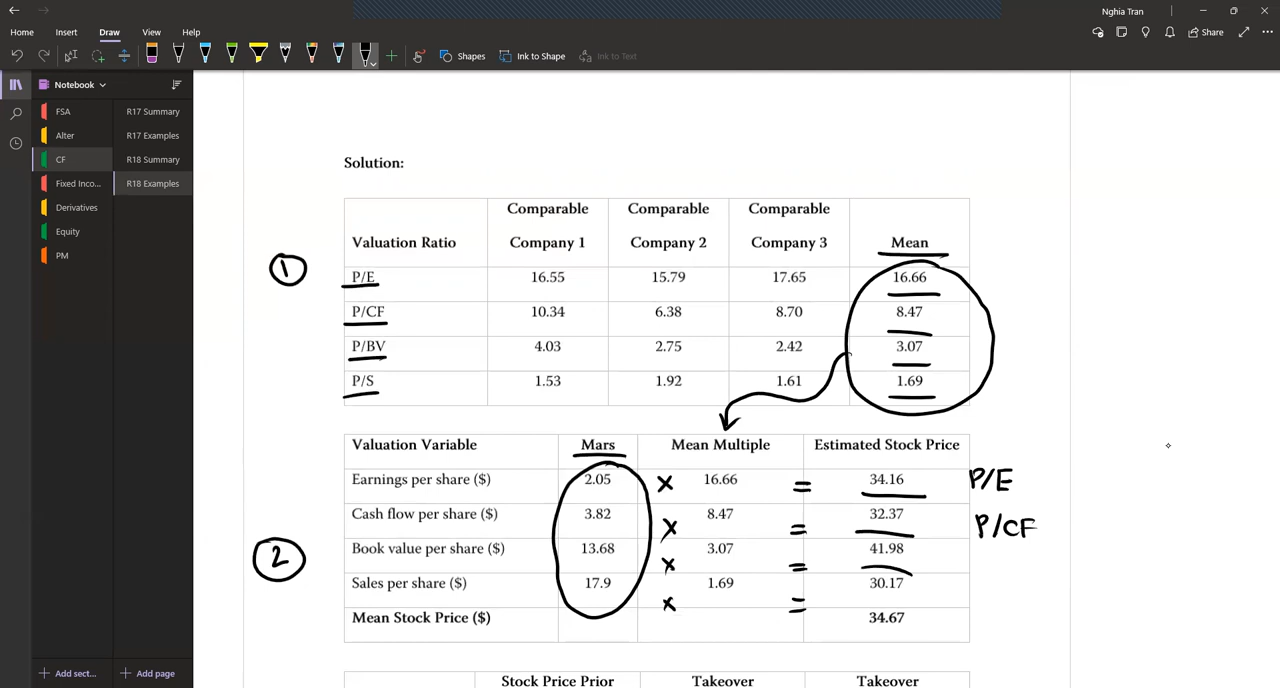 Nghia Tran
Home Insert Draw View Help
Shapes Ink to Shape Ink to Text Share
Notebook
FSA R17 Summary
Alter R17 Examples
CF R18 Summary
Fixed Inco... R18 Examples
Derivatives
Equity
PM
Solution:
Comparable Comparable Comparable
Valuation Ratio Company 1 Company 2 Company 3 Mean
1 P/E 16.55 15.79 17.65 16.66
P/CF 10.34 6.38 8.70 8.47
P/BV 4.03 2.75 2.42 3.07
P/S 1.53 1.92 1.61 1.69
Valuation Variable Mars Mean Multiple Estimated Stock Price
Earnings per share ($) 2.05 × 16.66 = 34.16 P/E
Cash flow per share ($) 3.82 × 8.47 = 32.37 P/CF
2 Book value per share ($) 13.68 × 3.07 = 41.98
Sales per share ($) 17.9 × 1.69 = 30.17
Mean Stock Price ($) 34.67
Stock Price Prior Takeover Takeover
Add sect... Add page